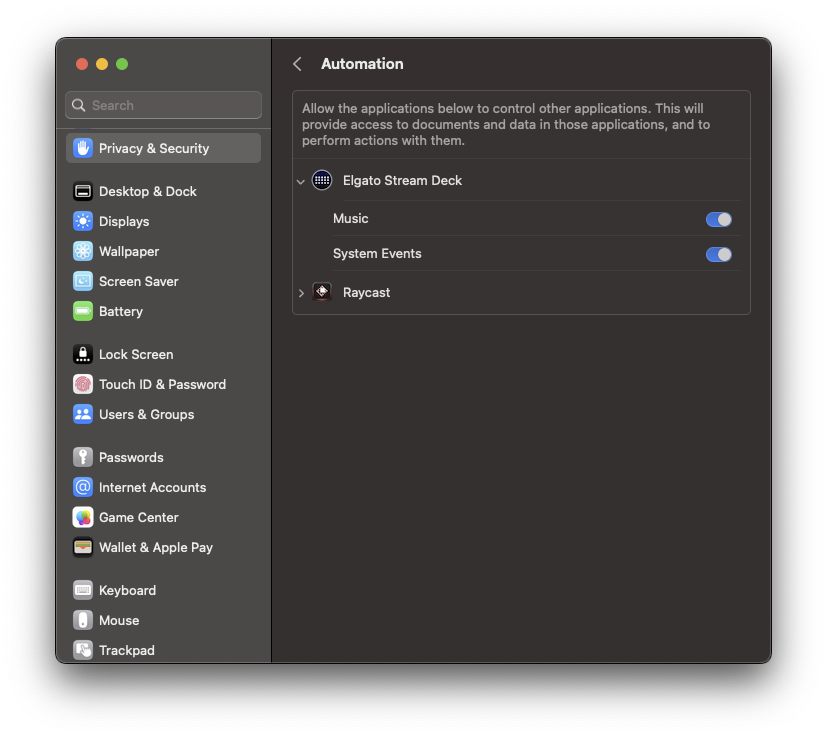 Search
Privacy & Security
Desktop & Dock
Displays
Wallpaper
Screen Saver
Battery
Lock Screen
Touch ID & Password
Users & Groups
Passwords
Internet Accounts
Game Center
Wallet & Apple Pay
Keyboard
Mouse
Trackpad
Automation
Allow the applications below to control other applications. This will
provide access to documents and data in those applications, and to
perform actions with them.
Elgato Stream Deck
Music
System Events
Raycast